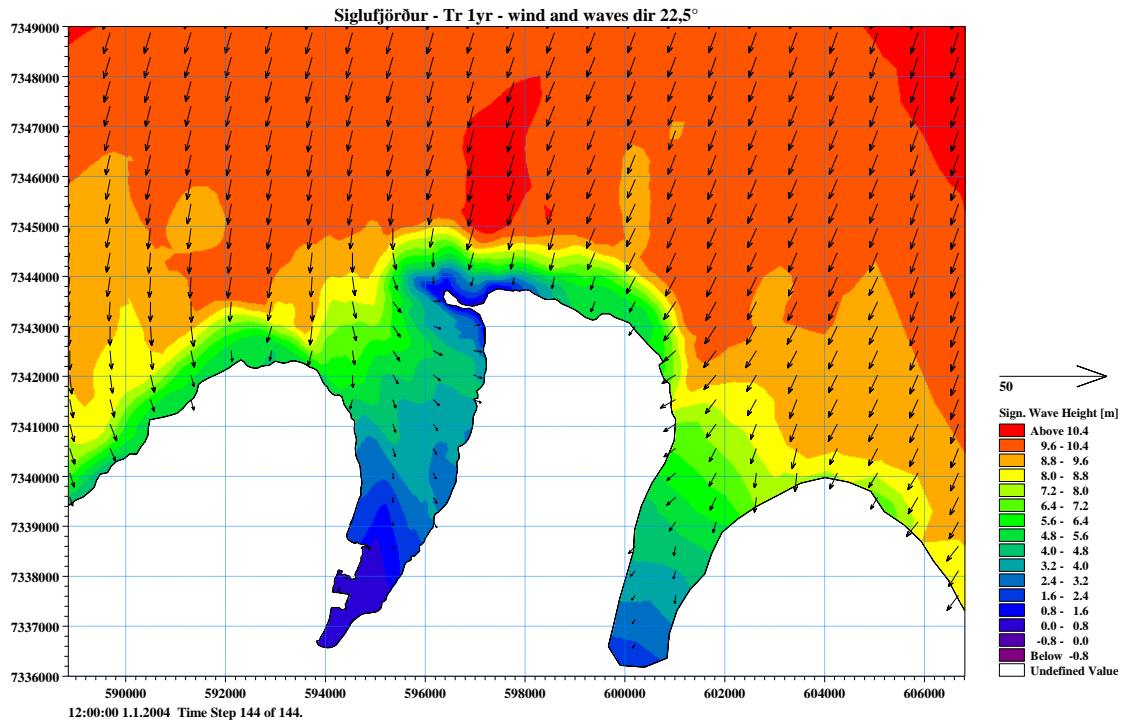 Siglufjörður - Tr 1yr - wind and waves dir 22,5°
7349000
7348000
7347000
7346000
7345000
7344000
7343000
7342000
7341000
7340000
7339000
7338000
7337000
7336000
590000 592000 594000 596000 598000 600000 602000 604000 606000
12:00:00 1.1.2004 Time Step 144 of 144.
50
Sign. Wave Height [m]
Above 10.4
9.6 - 10.4
8.8 - 9.6
8.0 - 8.8
7.2 - 8.0
6.4 - 7.2
5.6 - 6.4
4.8 - 5.6
4.0 - 4.8
3.2 - 4.0
2.4 - 3.2
1.6 - 2.4
0.8 - 1.6
0.0 - 0.8
-0.8 - 0.0
Below -0.8
Undefined Value